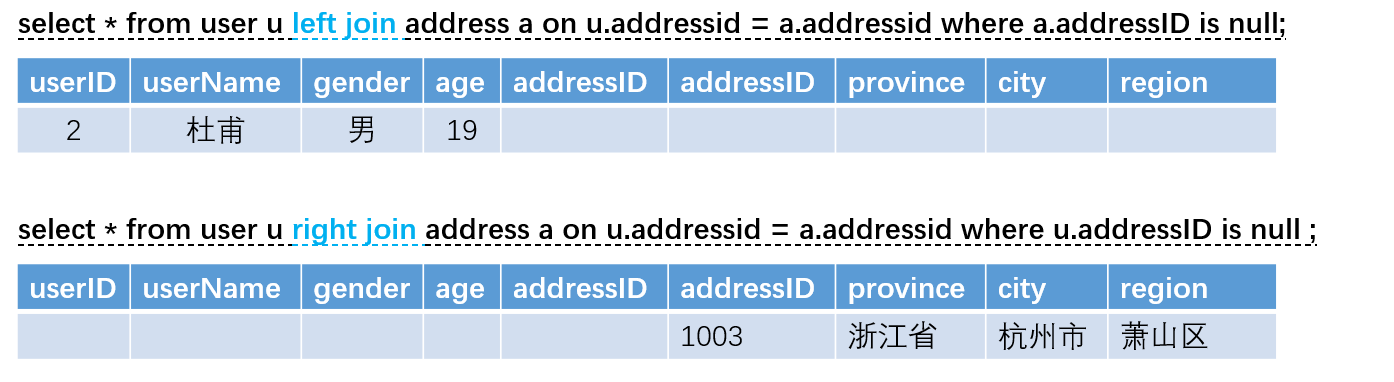 select * from user u left join address a on u.addressid = a.addressid where a.addressID is null;
userID userName gender age addressID addressID province city region
2 杜甫 男 19
select * from user u right join address a on u.addressid = a.addressid where u.addressID is null ;
userID userName gender age addressID addressID province city region
1003 浙江省 杭州市 萧山区